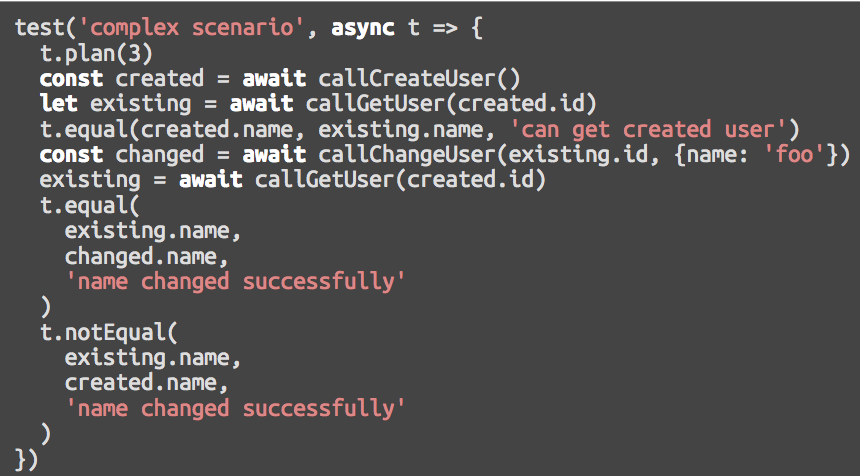 test('complex scenario', async t => {
  t.plan(3)
  const created = await callCreateUser()
  let existing = await callGetUser(created.id)
  t.equal(created.name, existing.name, 'can get created user')
  const changed = await callChangeUser(existing.id, {name: 'foo'})
  existing = await callGetUser(created.id)
  t.equal(
    existing.name,
    changed.name,
    'name changed successfully'
  )
  t.notEqual(
    existing.name,
    created.name,
    'name changed successfully'
  )
})